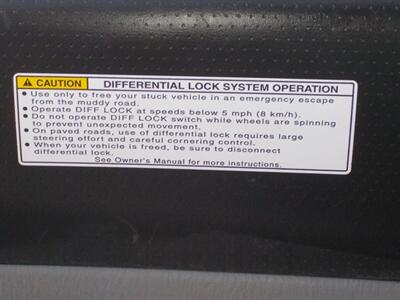 ⚠ CAUTION DIFFERENTIAL LOCK SYSTEM OPERATION
● Use only to free your stuck vehicle in an emergency escape
from the muddy road.
● Operate DIFF LOCK at speeds below 5 mph (8 km/h).
● Do not operate DIFF LOCK switch while wheels are spinning
to prevent unexpected movement.
● On paved roads, use of differential lock requires large
steering effort and careful cornering control.
● When your vehicle is freed, be sure to disconnect
differential lock.
See Owner's Manual for more instructions.